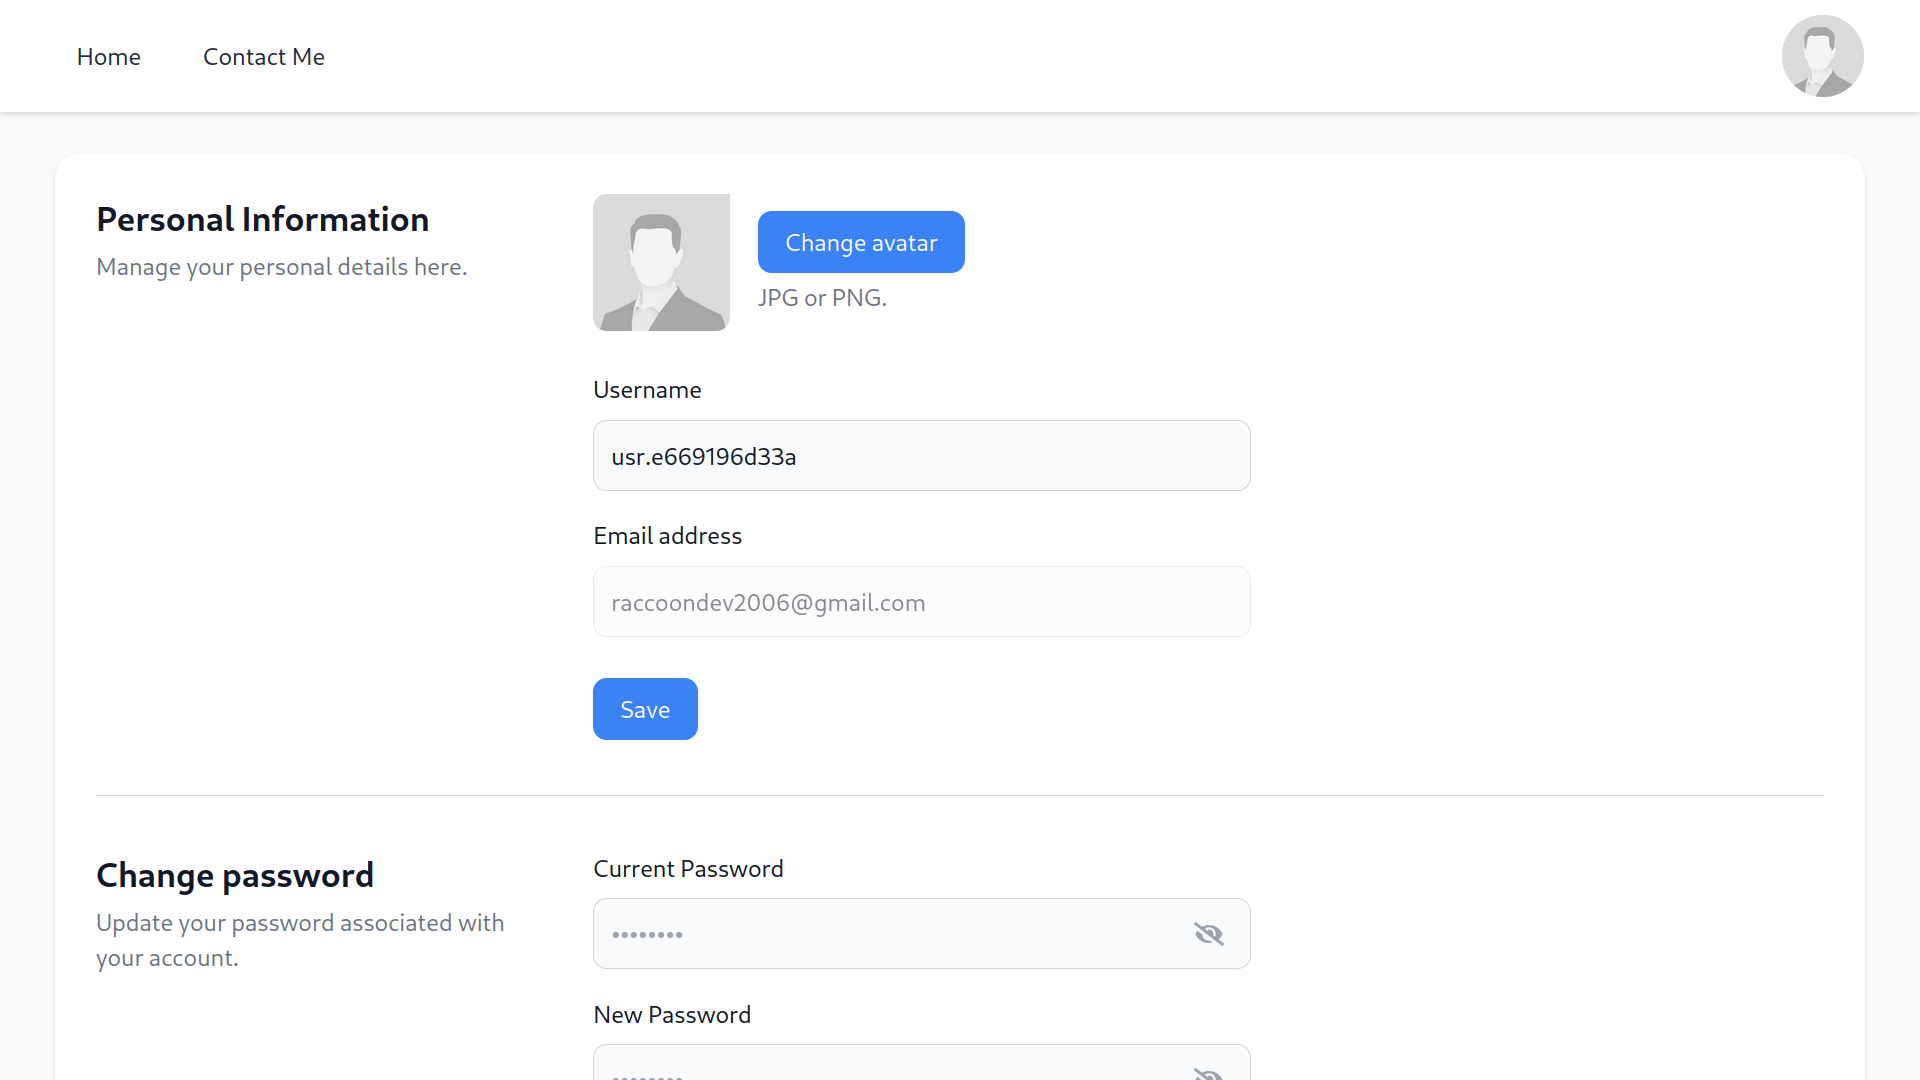 Home
Contact Me
Personal Information
Manage your personal details here.
Change avatar
JPG or PNG.
Username
usr.e669196d33a
Email address
raccoondev2006@gmail.com
Save
Change password
Update your password associated with
your account.
Current Password
••••••••
New Password
••••••••